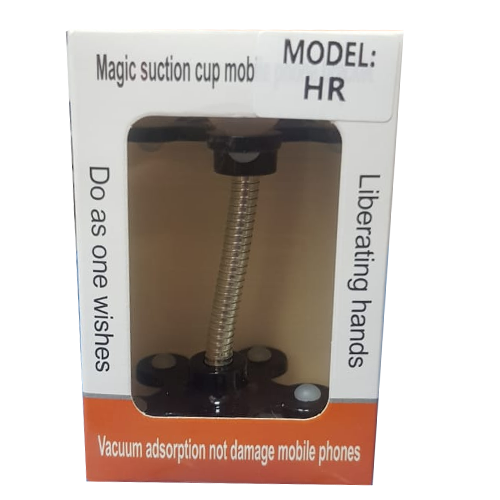 Magic suction cup mob
MODEL:
HR
Do as one wishes
Liberating hands
Vacuum adsorption not damage mobile phones